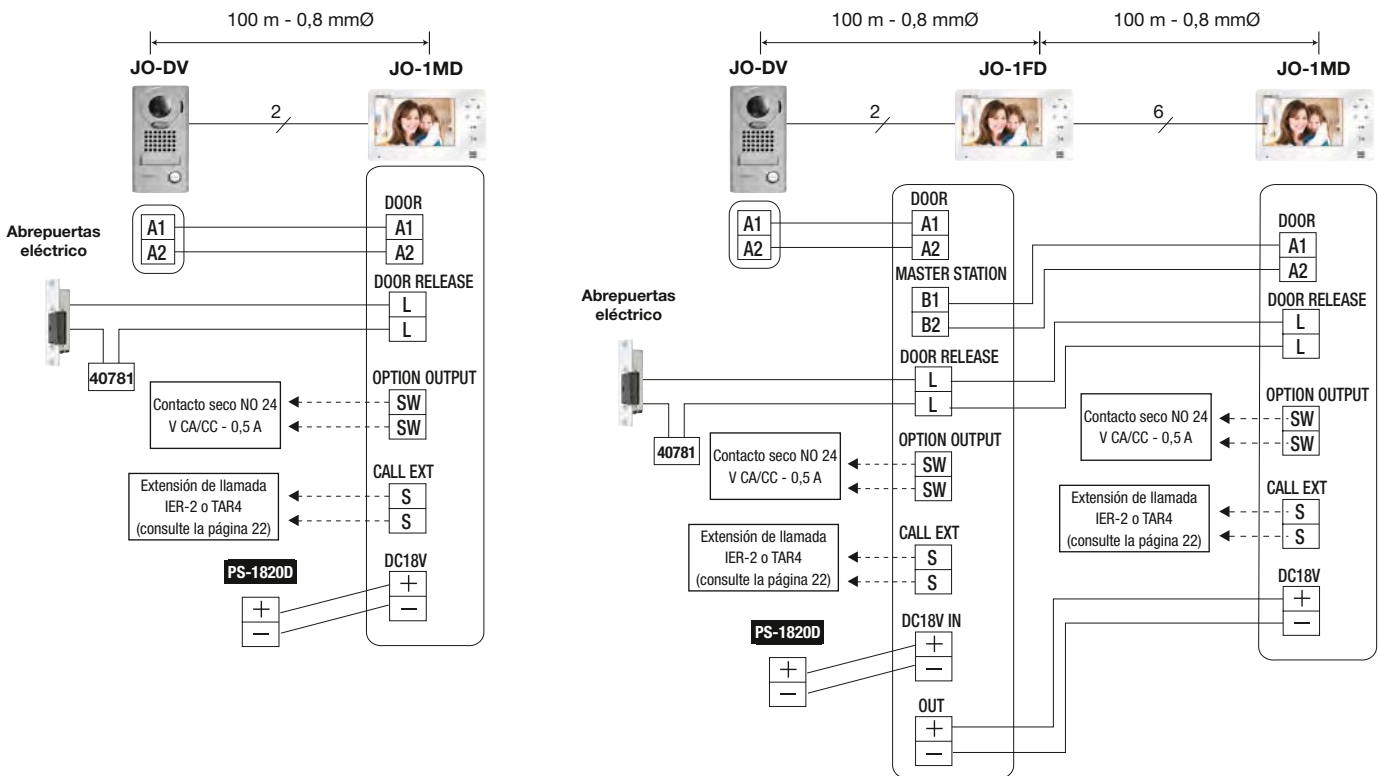 100 m - 0,8 mmØ
JO-DV
JO-1MD
2
A1
A2
Abrepuertas
eléctrico
40781
DOOR
A1
A2
DOOR RELEASE
L
L
OPTION OUTPUT
SW
SW
Contacto seco NO 24
V CA/CC - 0,5 A
CALL EXT
S
S
Extensión de llamada
IER-2 o TAR4
(consulte la página 22)
PS-1820D
+
−
DC18V
+
−
100 m - 0,8 mmØ
100 m - 0,8 mmØ
JO-DV
JO-1FD
JO-1MD
2
6
A1
A2
Abrepuertas
eléctrico
40781
DOOR
A1
A2
MASTER STATION
B1
B2
DOOR RELEASE
L
L
OPTION OUTPUT
SW
SW
Contacto seco NO 24
V CA/CC - 0,5 A
CALL EXT
S
S
Extensión de llamada
IER-2 o TAR4
(consulte la página 22)
PS-1820D
+
−
DC18V IN
+
−
OUT
+
−
DOOR
A1
A2
DOOR RELEASE
L
L
OPTION OUTPUT
SW
SW
Contacto seco NO 24
V CA/CC - 0,5 A
CALL EXT
S
S
Extensión de llamada
IER-2 o TAR4
(consulte la página 22)
DC18V
+
−